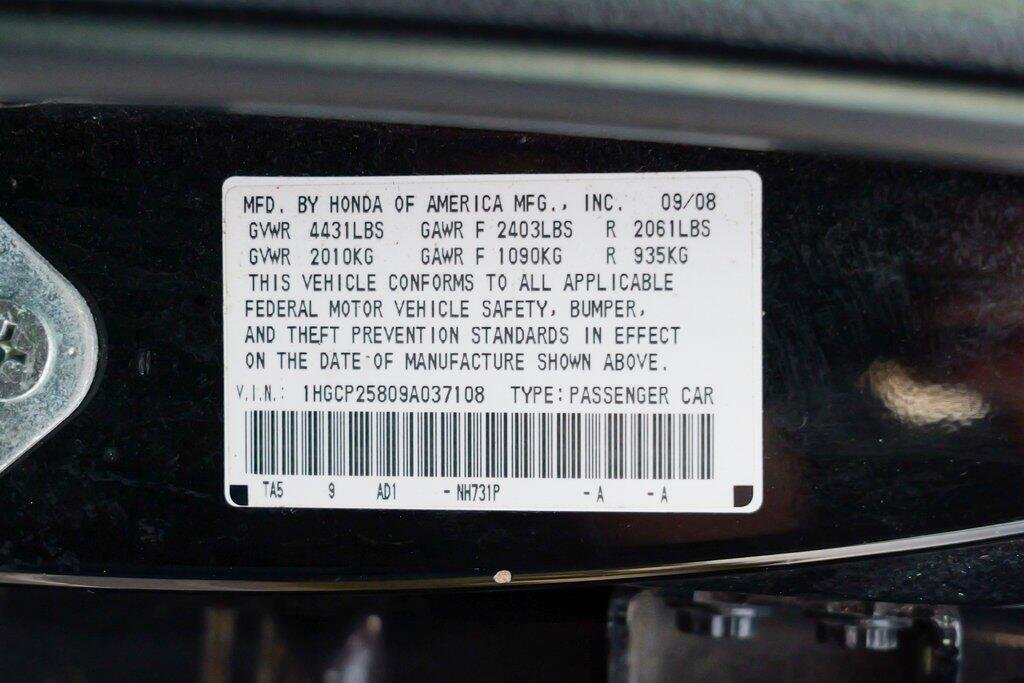 MFD. BY HONDA OF AMERICA MFG., INC. 09/08
GVWR 4431LBS GAWR F 2403LBS R 2061LBS
GVWR 2010KG GAWR F 1090KG R 935KG
THIS VEHICLE CONFORMS TO ALL APPLICABLE
FEDERAL MOTOR VEHICLE SAFETY, BUMPER,
AND THEFT PREVENTION STANDARDS IN EFFECT
ON THE DATE OF MANUFACTURE SHOWN ABOVE.
V.I.N.: 1HGCP25809A037108 TYPE: PASSENGER CAR
TA5 9 AD1 -NH731P -A -A